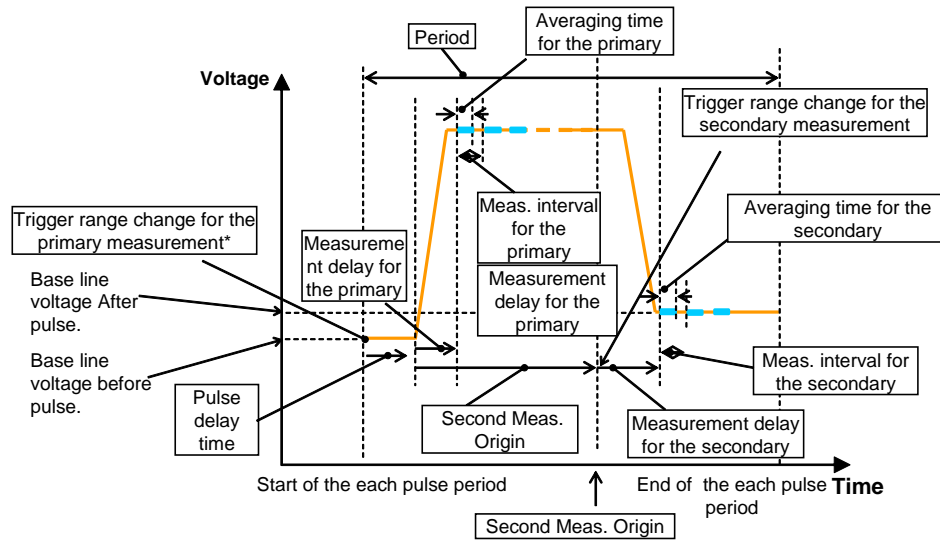 Averaging time
for the primary
Period
Voltage
Trigger range change for the
secondary measurement
Trigger range change for the
primary measurement*
Measureme
nt delay for
the primary
Meas. interval
for the
primary
Averaging time for the
secondary
Measurement
delay for the
primary
Base line
voltage After
pulse.
Base line
voltage before
pulse.
Pulse
delay
time
Second Meas.
Origin
Measurement delay
for the secondary
Meas. interval for
the secondary
Start of the each pulse period
End of  the each pulse
period
Time
Second Meas. Origin